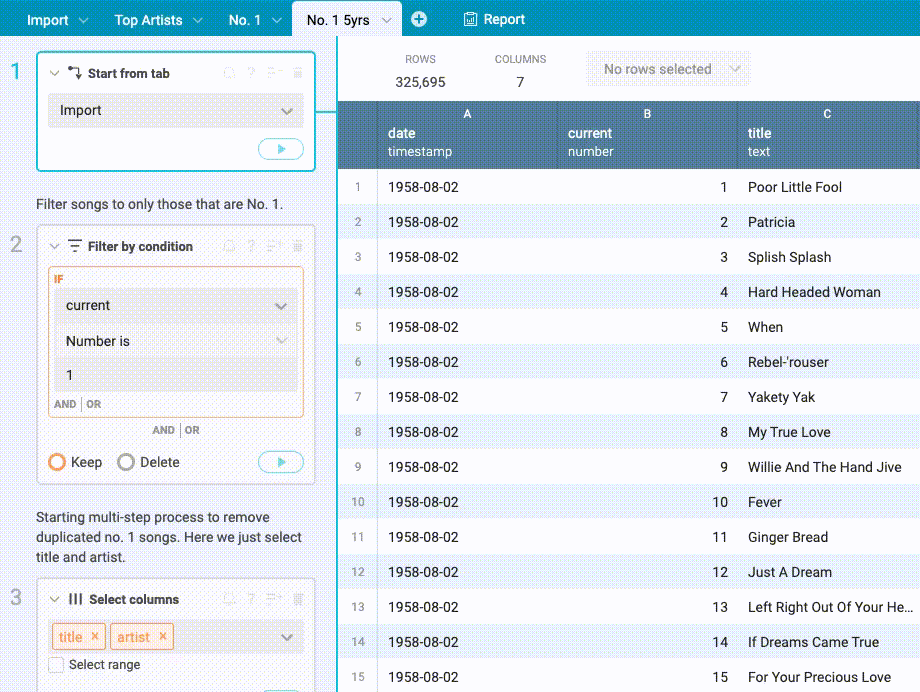 Import Top Artists No. 1 No. 1 5yrs Report
1 Start from tab
Import
Filter songs to only those that are No. 1.
2 Filter by condition
IF
current
Number is
1
AND OR
AND OR
Keep Delete
Starting multi-step process to remove
duplicated no. 1 songs. Here we just select
title and artist.
3 Select columns
title × artist ×
Select range
ROWS COLUMNS
325,695 7
No rows selected
A B C
date current title
timestamp number text
1 1958-08-02 1 Poor Little Fool
2 1958-08-02 2 Patricia
3 1958-08-02 3 Splish Splash
4 1958-08-02 4 Hard Headed Woman
5 1958-08-02 5 When
6 1958-08-02 6 Rebel-'rouser
7 1958-08-02 7 Yakety Yak
8 1958-08-02 8 My True Love
9 1958-08-02 9 Willie And The Hand Jive
10 1958-08-02 10 Fever
11 1958-08-02 11 Ginger Bread
12 1958-08-02 12 Just A Dream
13 1958-08-02 13 Left Right Out Of Your He...
14 1958-08-02 14 If Dreams Came True
15 1958-08-02 15 For Your Precious Love